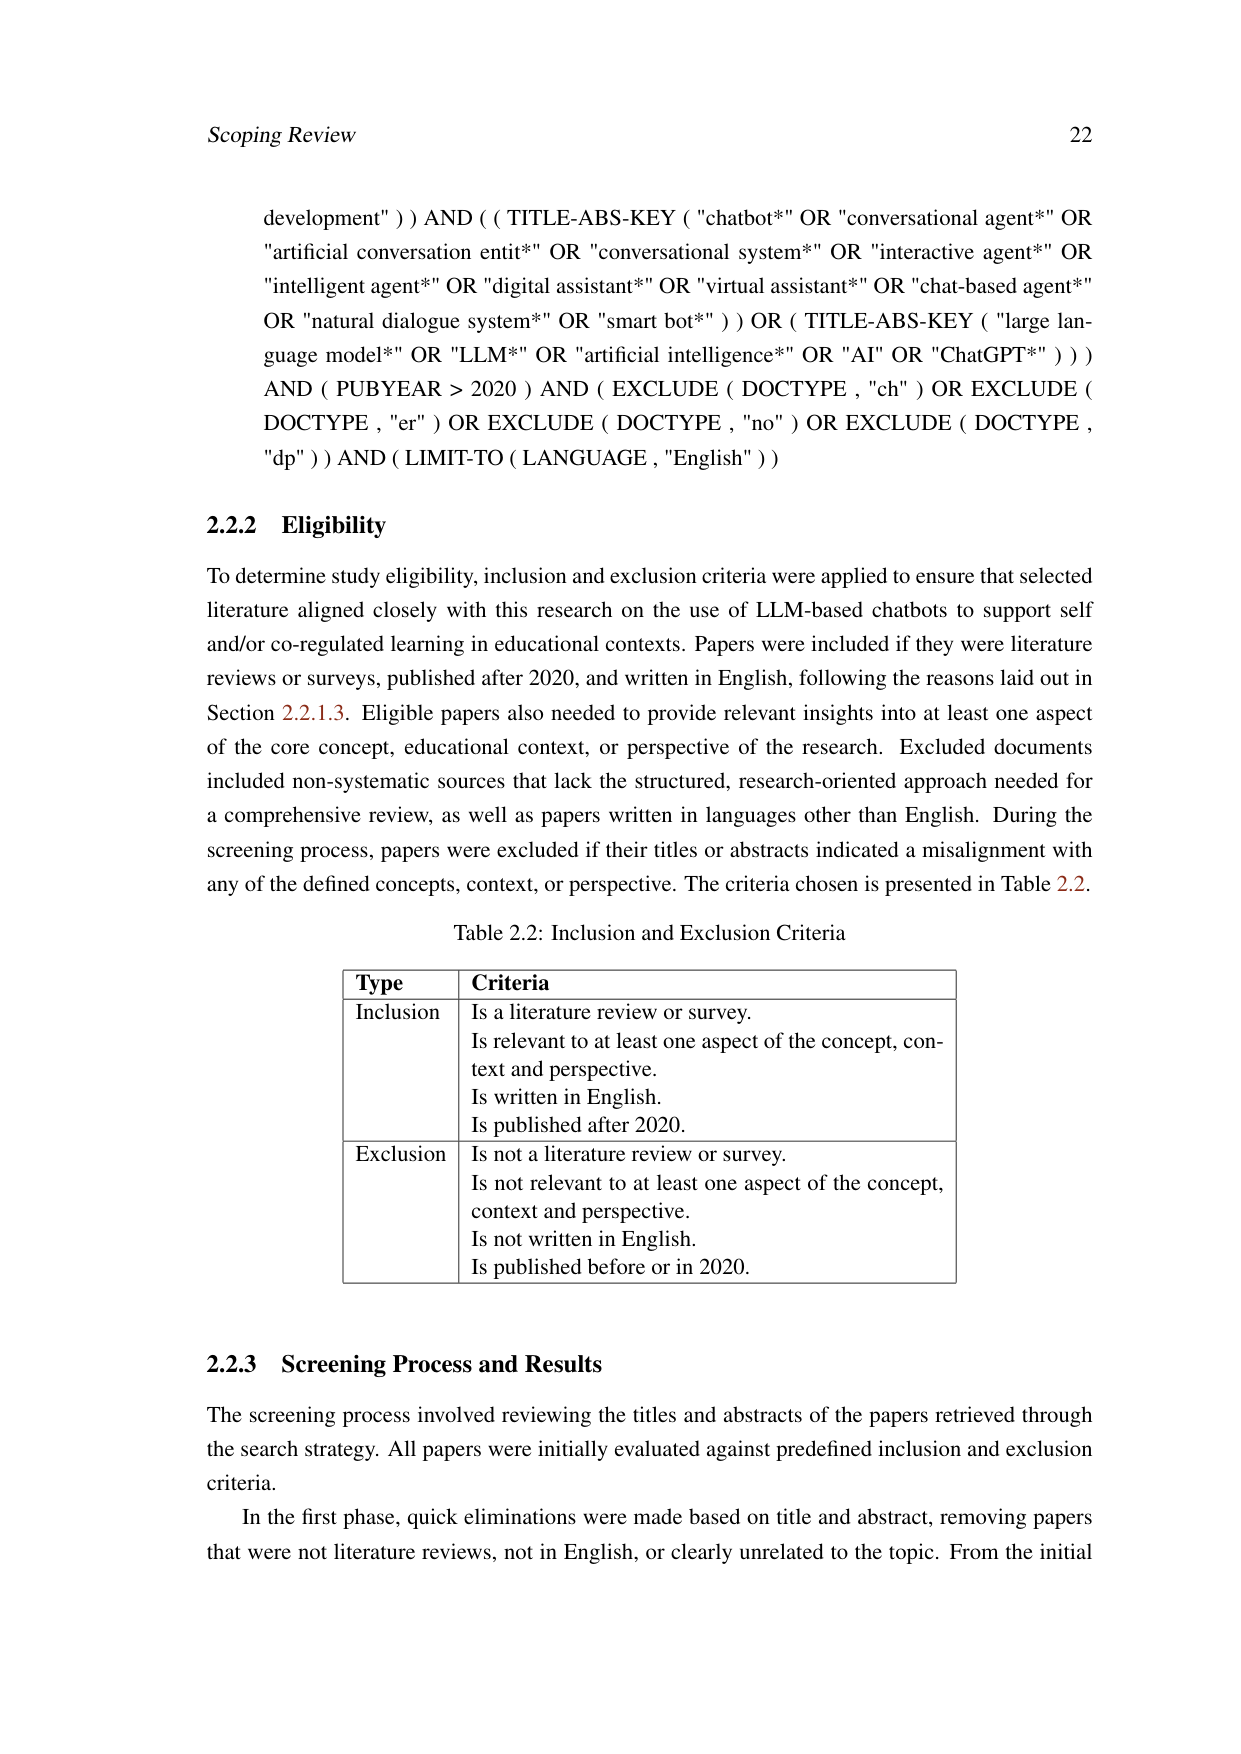 Scoping Review 22
development" ) ) AND ( ( TITLE-ABS-KEY ( "chatbot*" OR "conversational agent*" OR
"artificial conversation entit*" OR "conversational system*" OR "interactive agent*" OR
"intelligent agent*" OR "digital assistant*" OR "virtual assistant*" OR "chat-based agent*"
OR "natural dialogue system*" OR "smart bot*" ) ) OR ( TITLE-ABS-KEY ( "large lan-
guage model*" OR "LLM*" OR "artificial intelligence*" OR "AI" OR "ChatGPT*" ) ) )
AND ( PUBYEAR > 2020 ) AND ( EXCLUDE ( DOCTYPE , "ch" ) OR EXCLUDE (
DOCTYPE , "er" ) OR EXCLUDE ( DOCTYPE , "no" ) OR EXCLUDE ( DOCTYPE ,
"dp" ) ) AND ( LIMIT-TO ( LANGUAGE , "English" ) )
2.2.2 Eligibility
To determine study eligibility, inclusion and exclusion criteria were applied to ensure that selected
literature aligned closely with this research on the use of LLM-based chatbots to support self
and/or co-regulated learning in educational contexts. Papers were included if they were literature
reviews or surveys, published after 2020, and written in English, following the reasons laid out in
Section 2.2.1.3. Eligible papers also needed to provide relevant insights into at least one aspect
of the core concept, educational context, or perspective of the research. Excluded documents
included non-systematic sources that lack the structured, research-oriented approach needed for
a comprehensive review, as well as papers written in languages other than English. During the
screening process, papers were excluded if their titles or abstracts indicated a misalignment with
any of the defined concepts, context, or perspective. The criteria chosen is presented in Table 2.2.
Table 2.2: Inclusion and Exclusion Criteria
Type Criteria
Inclusion Is a literature review or survey.
Is relevant to at least one aspect of the concept, con-
text and perspective.
Is written in English.
Is published after 2020.
Exclusion Is not a literature review or survey.
Is not relevant to at least one aspect of the concept,
context and perspective.
Is not written in English.
Is published before or in 2020.
2.2.3 Screening Process and Results
The screening process involved reviewing the titles and abstracts of the papers retrieved through
the search strategy. All papers were initially evaluated against predefined inclusion and exclusion
criteria.
In the first phase, quick eliminations were made based on title and abstract, removing papers
that were not literature reviews, not in English, or clearly unrelated to the topic. From the initial